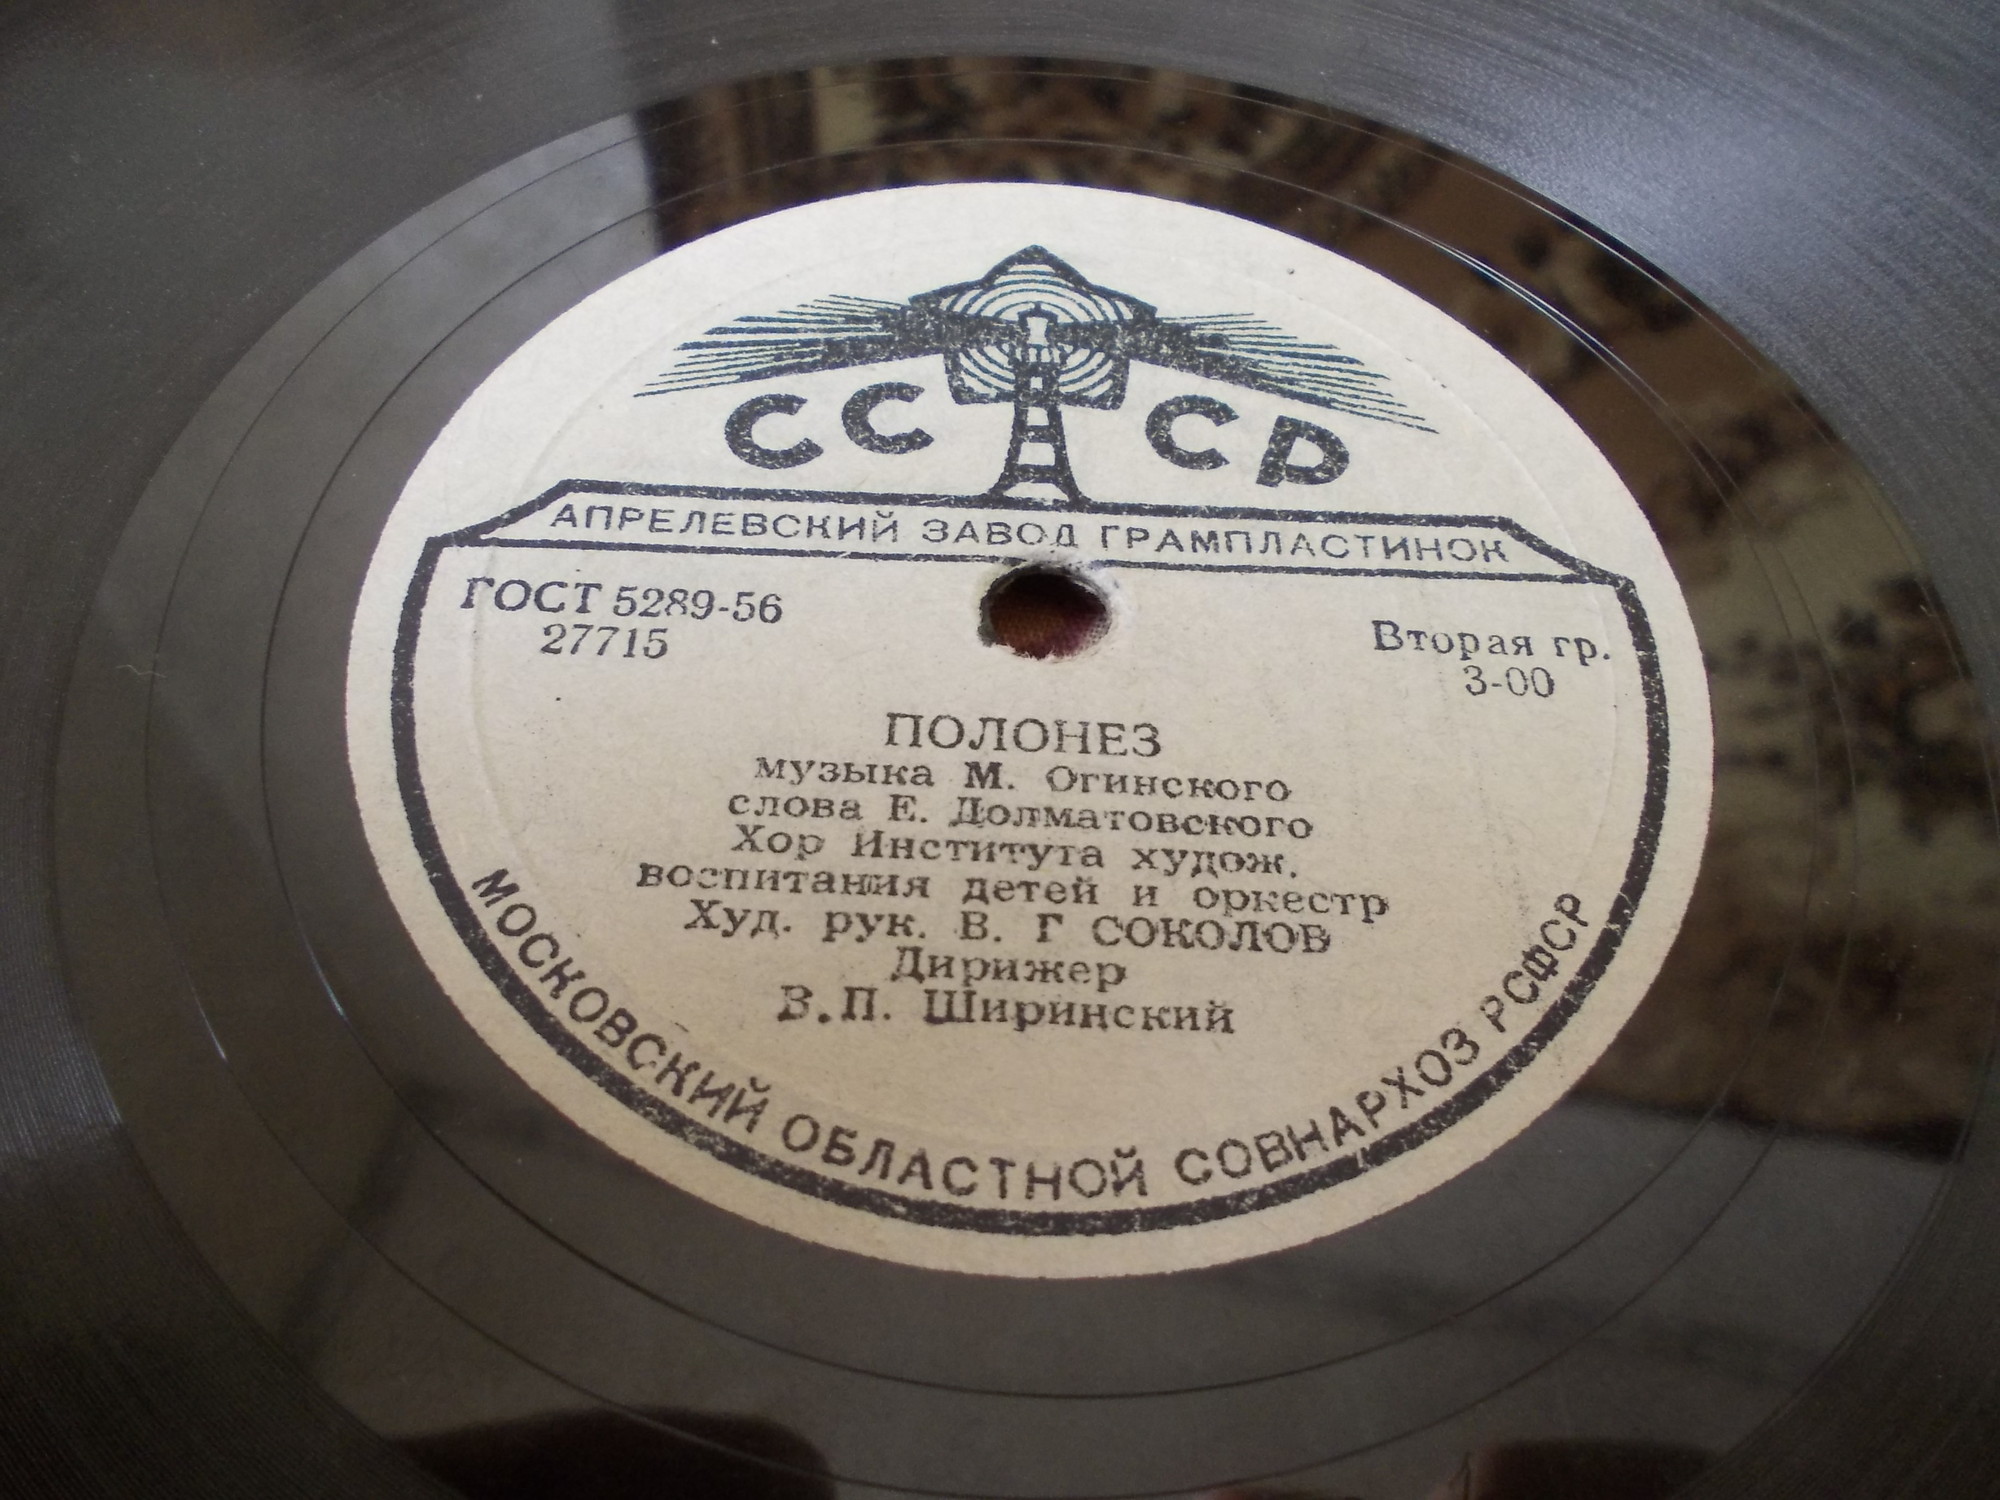 СССР
АПРЕЛЕВСКИЙ ЗАВОД ГРАМПЛАСТИНОК
ГОСТ 5289-56
27715
Вторая гр.
3-00
ПОЛОНЕЗ
музыка М. Огинского
слова Е. Долматовского
Хор Института худож.
воспитания детей и оркестр
Худ. рук. В. Г СОКОЛОВ
Дирижер
В.П. Ширинский
МОСКОВСКИЙ ОБЛАСТНОЙ СОВНАРХОЗ РСФСР